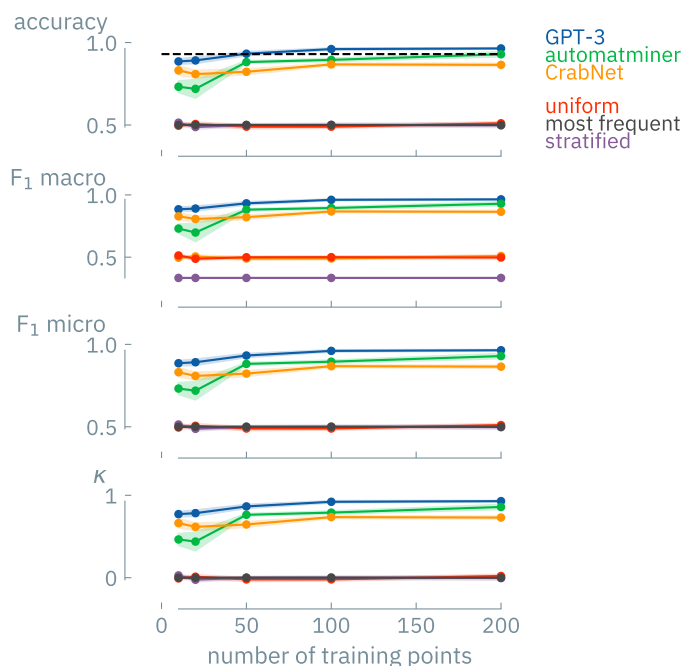 accuracy
1.0
0.5
GPT-3
automatminer
CrabNet
uniform
most frequent
stratified
F₁ macro
1.0
0.5
F₁ micro
1.0
0.5
κ
1
0
0 50 100 150 200
number of training points